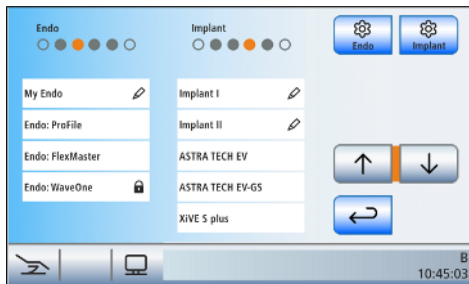 Endo
Implant
Endo
Implant
My Endo
Implant I
Endo: ProFile
Implant II
Endo: FlexMaster
ASTRA TECH EV
Endo: WaveOne
ASTRA TECH EV-GS
XiVE S plus
B
10:45:03